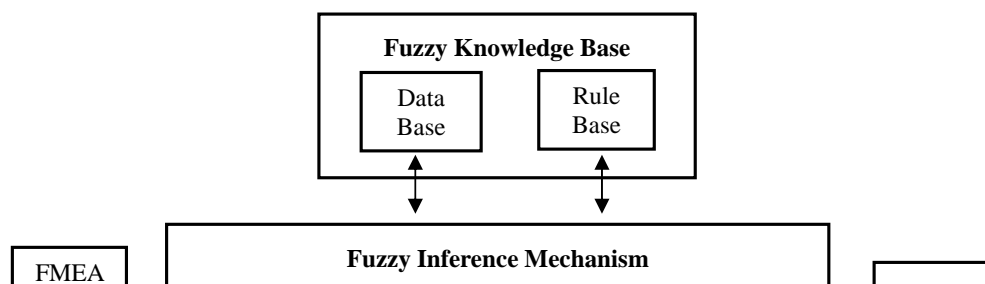 Fuzzy Knowledge Base
Data
Base
Rule
Base
Fuzzy Inference Mechanism
FMEA